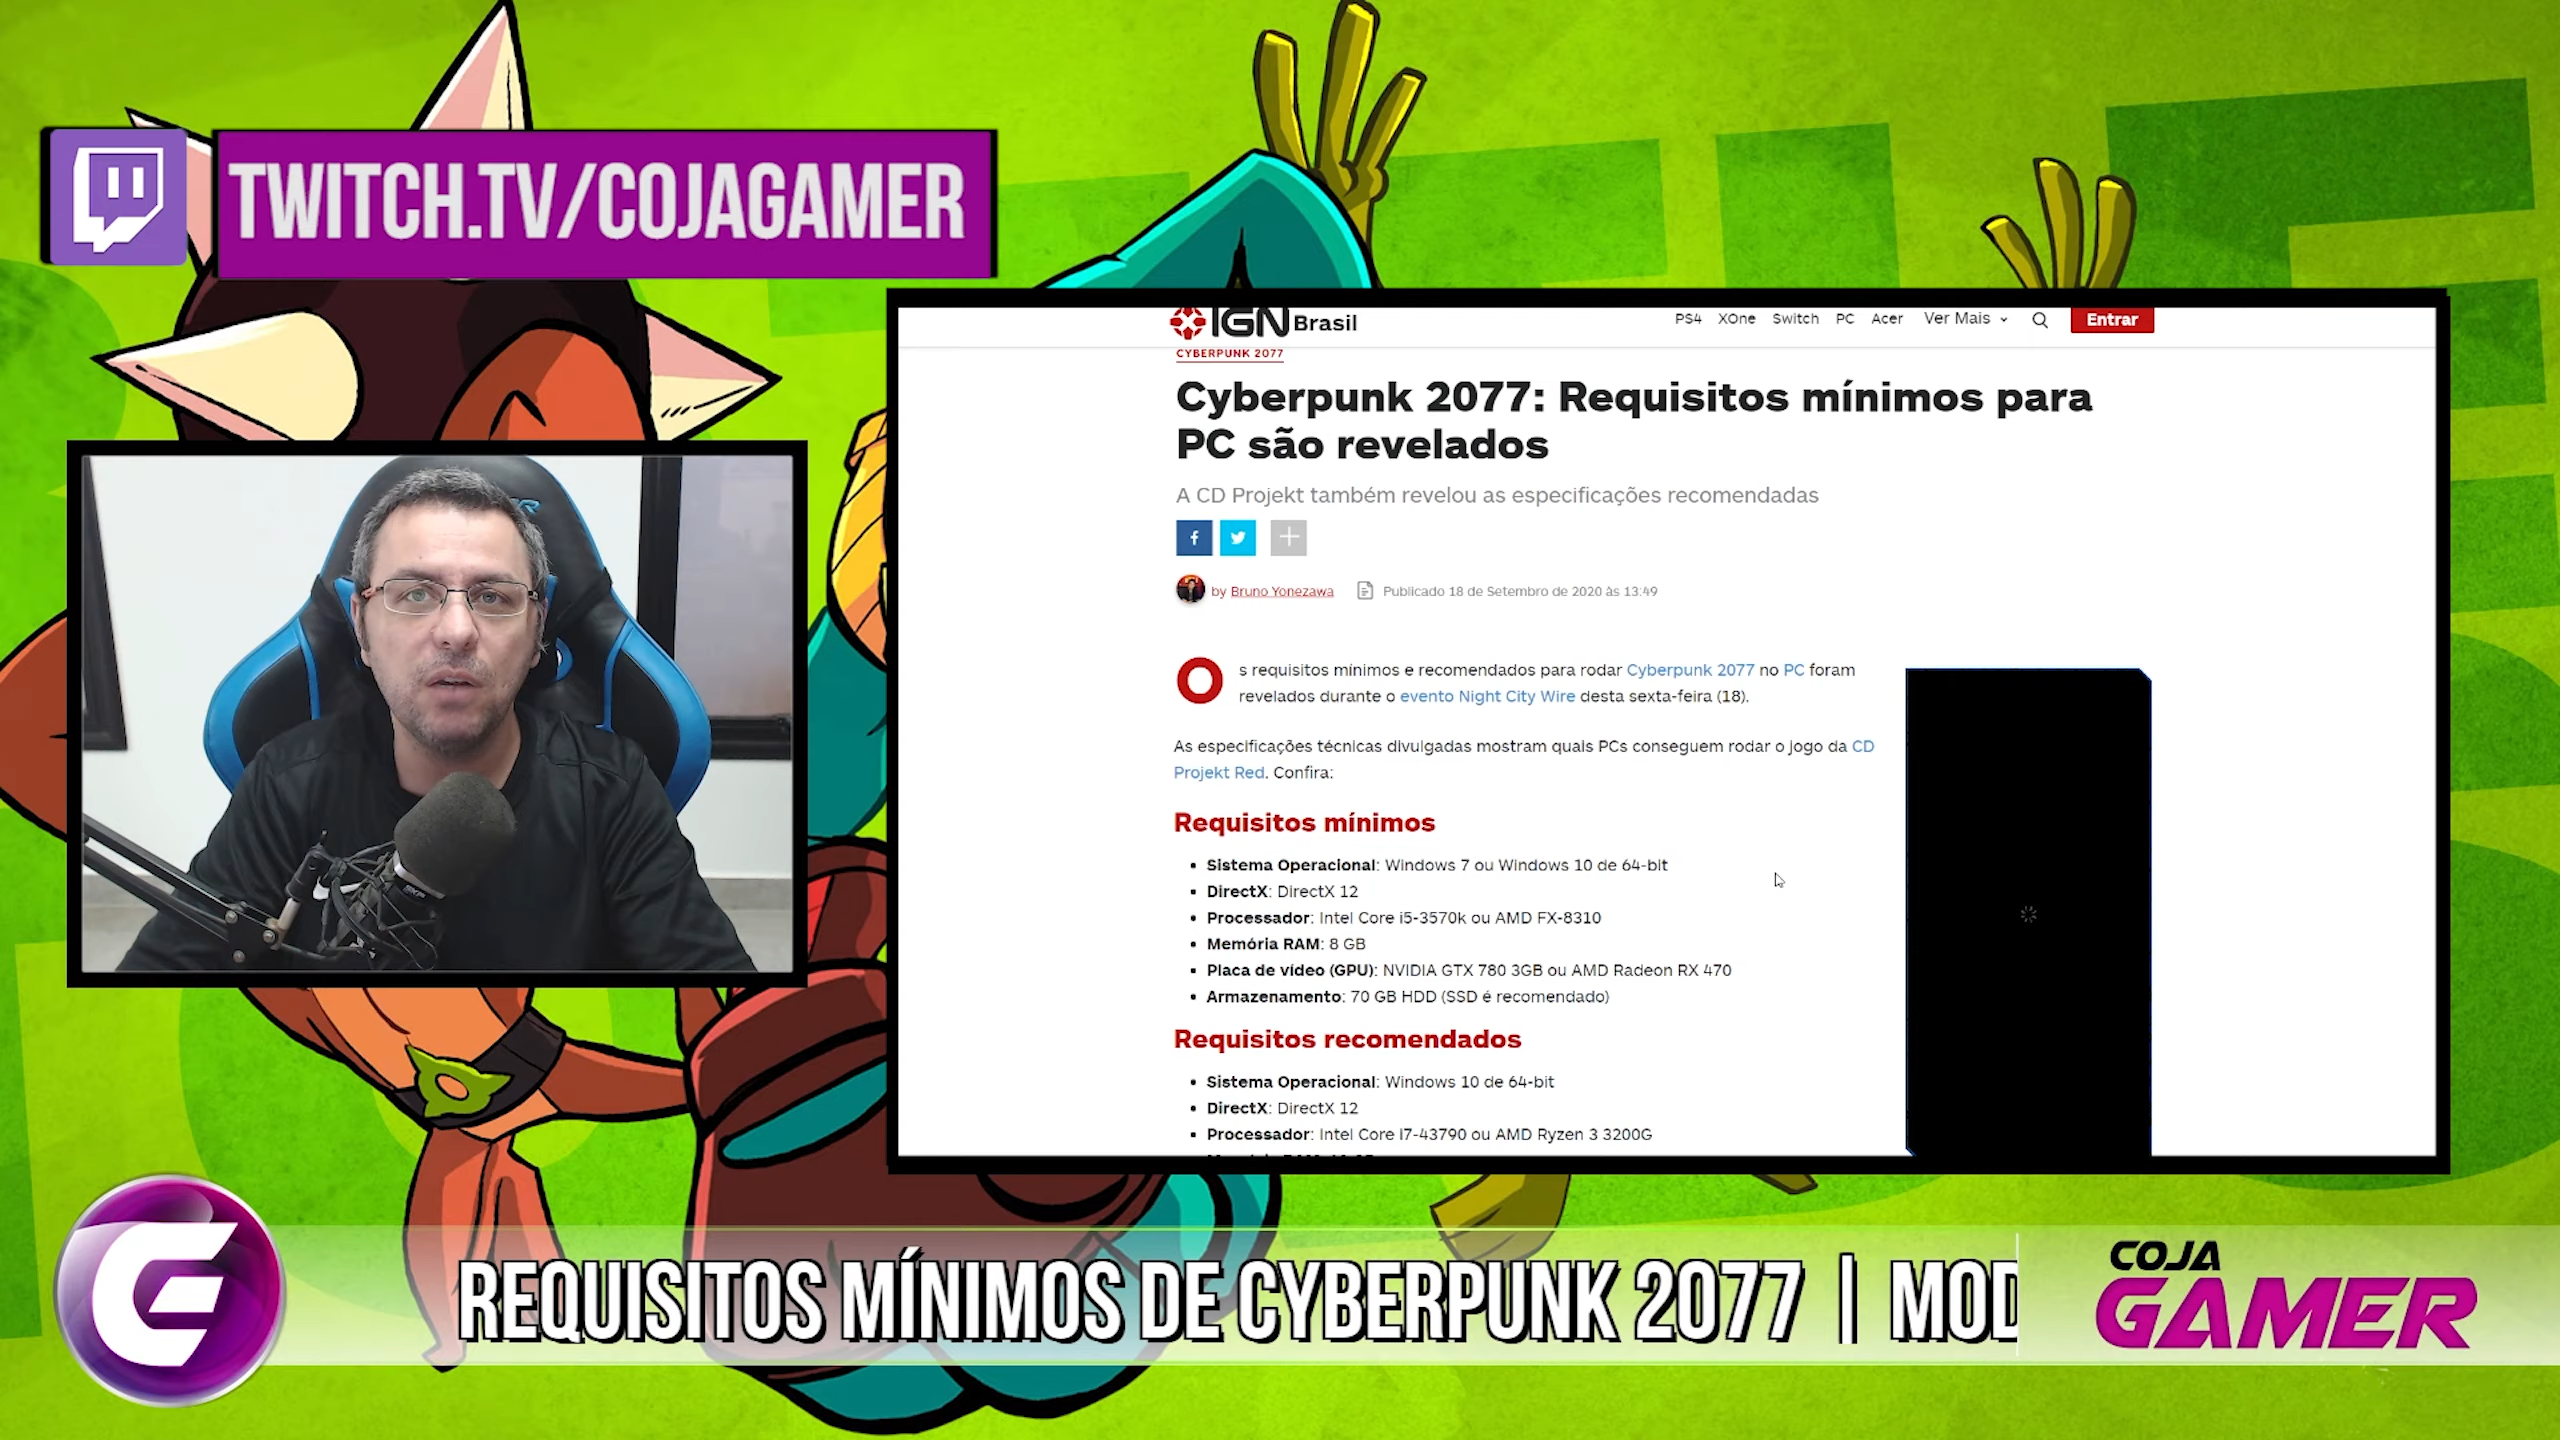 TWITCH.TV/COJAGAMER
IGN Brasil
PS4 XOne Switch PC Acer Ver Mais Entrar
CYBERPUNK 2077
Cyberpunk 2077: Requisitos mínimos para
PC são revelados
A CD Projekt também revelou as especificações recomendadas
by Bruno Yonezawa Publicado 18 de Setembro de 2020 às 13:49
Os requisitos mínimos e recomendados para rodar Cyberpunk 2077 no PC foram
revelados durante o evento Night City Wire desta sexta-feira (18).
As especificações técnicas divulgadas mostram quais PCs conseguem rodar o jogo da CD
Projekt Red. Confira:
Requisitos mínimos
• Sistema Operacional: Windows 7 ou Windows 10 de 64-bit
• DirectX: DirectX 12
• Processador: Intel Core i5-3570k ou AMD FX-8310
• Memória RAM: 8 GB
• Placa de vídeo (GPU): NVIDIA GTX 780 3GB ou AMD Radeon RX 470
• Armazenamento: 70 GB HDD (SSD é recomendado)
Requisitos recomendados
• Sistema Operacional: Windows 10 de 64-bit
• DirectX: DirectX 12
• Processador: Intel Core i7-43790 ou AMD Ryzen 3 3200G
REQUISITOS MÍNIMOS DE CYBERPUNK 2077 | MOD
COJA
GAMER